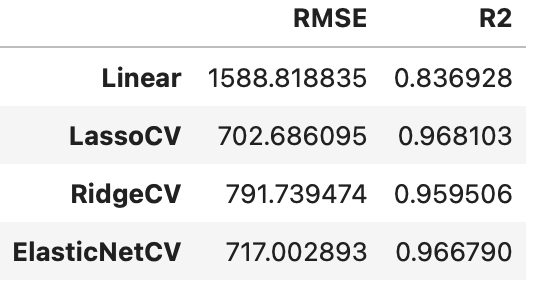 RMSE R2
Linear 1588.818835 0.836928
LassoCV 702.686095 0.968103
RidgeCV 791.739474 0.959506
ElasticNetCV 717.002893 0.966790